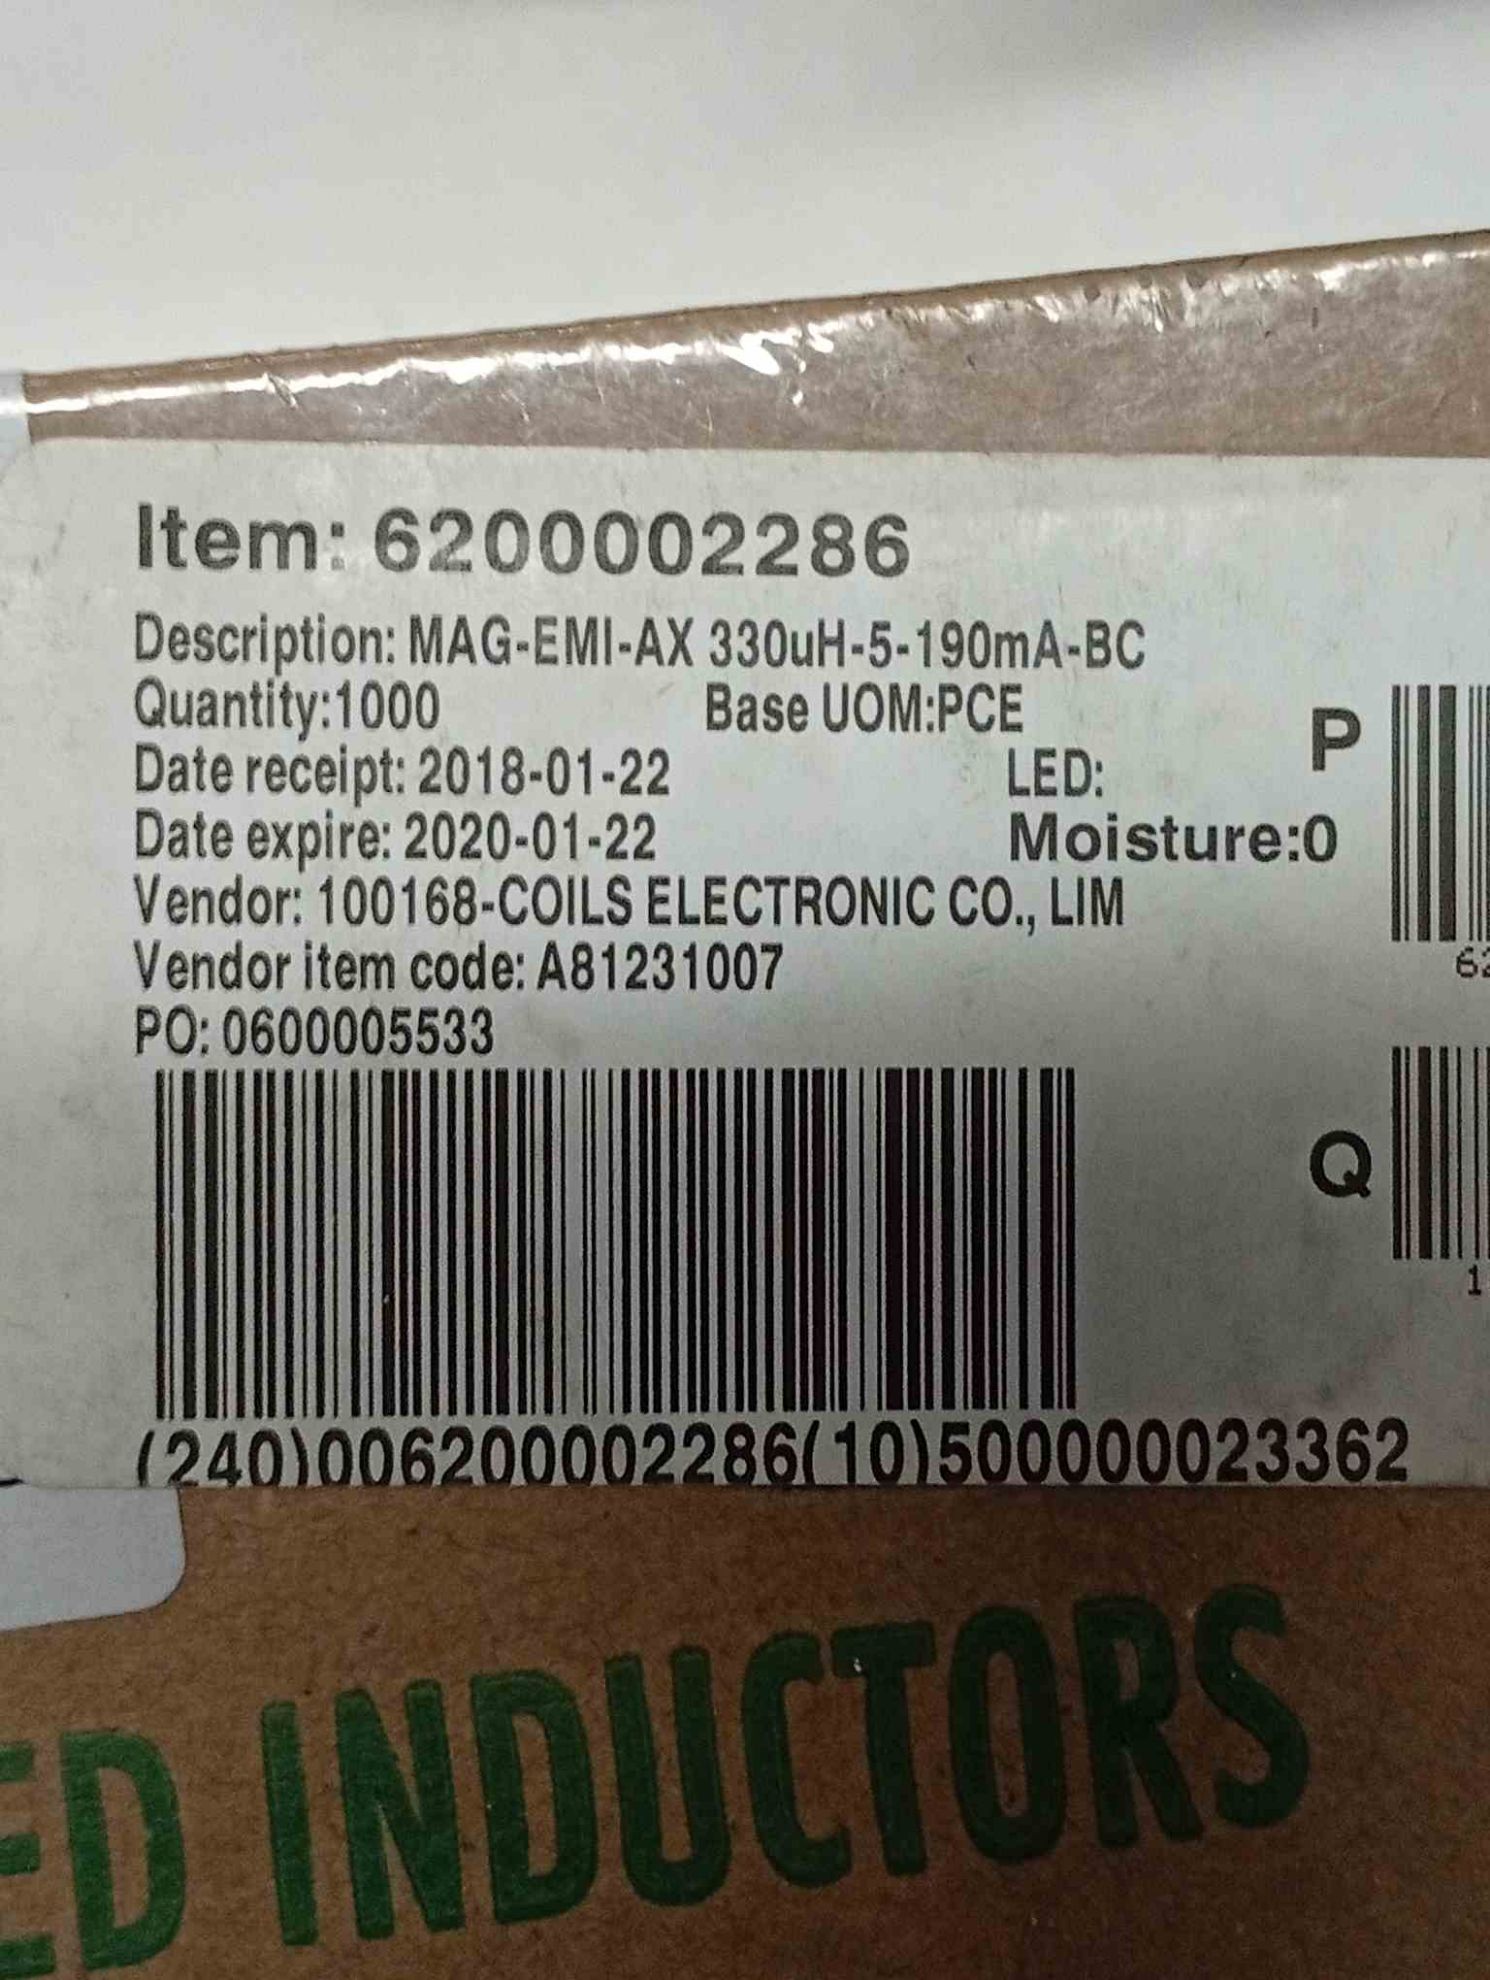 Item: 6200002286
Description: MAG-EMI-AX 330uH-5-190mA-BC
Quantity:1000 Base UOM:PCE
Date receipt: 2018-01-22 LED:
Date expire: 2020-01-22 Moisture:0
Vendor: 100168-COILS ELECTRONIC CO., LIM
Vendor item code: A81231007
PO: 0600005533
P
62
Q
1
(240)006200002286(10)500000023362
ED INDUCTORS